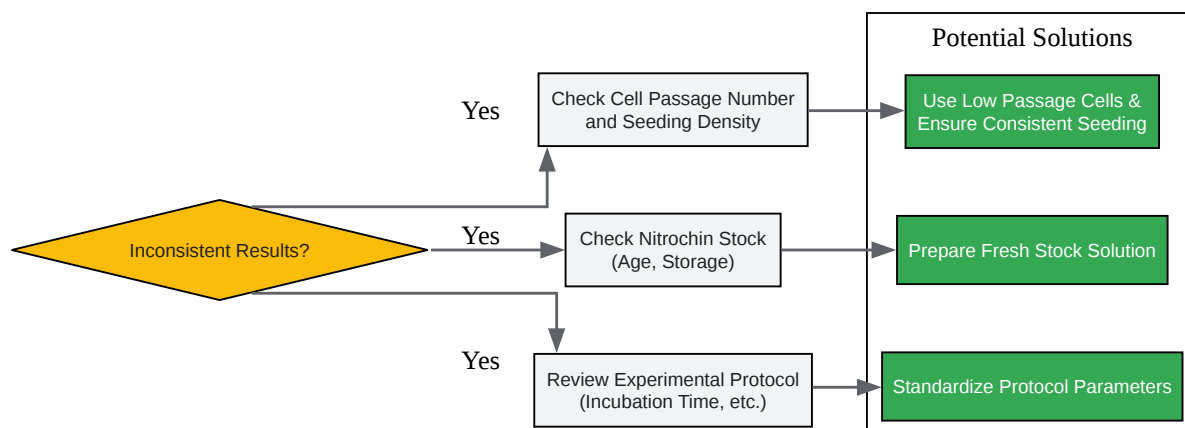 Potential Solutions
Yes
Check Cell Passage Number
and Seeding Density
Use Low Passage Cells &
Ensure Consistent Seeding
Inconsistent Results?
Yes
Check Nitrochin Stock
(Age, Storage)
Prepare Fresh Stock Solution
Yes
Review Experimental Protocol
(Incubation Time, etc.)
Standardize Protocol Parameters